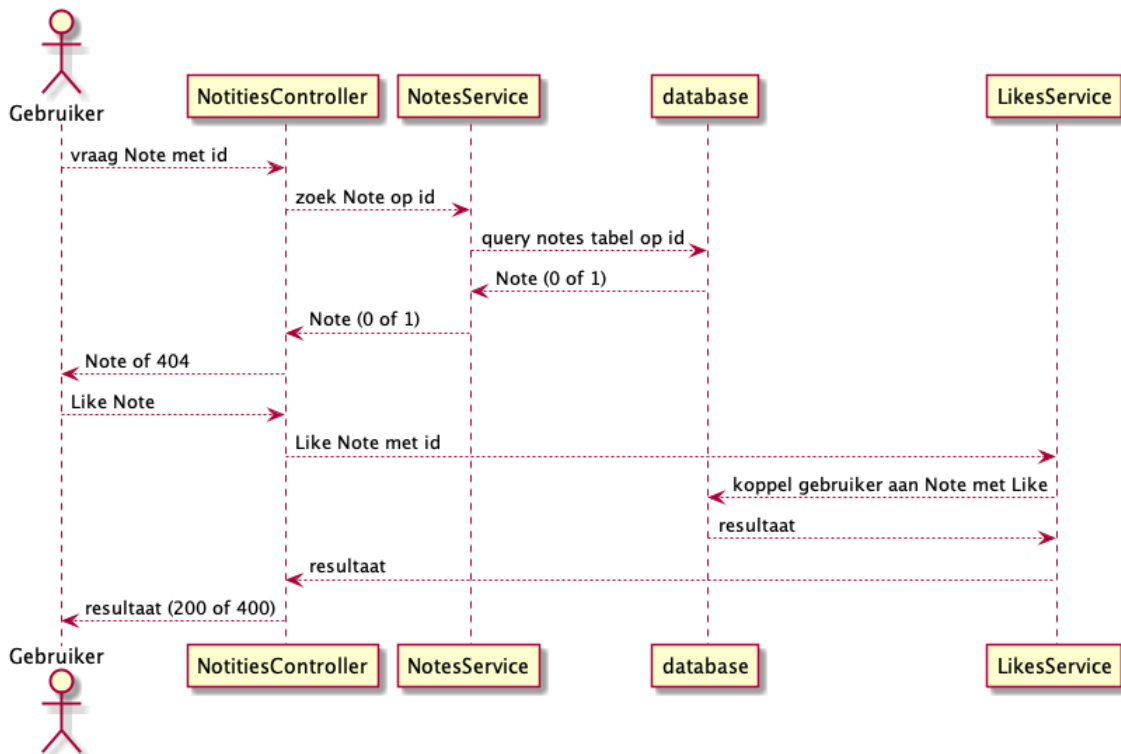 Gebruiker
NotitiesController
NotesService
database
LikesService
vraag Note met id
zoek Note op id
query notes tabel op id
Note (0 of 1)
Note (0 of 1)
Note of 404
Like Note
Like Note met id
koppel gebruiker aan Note met Like
resultaat
resultaat
resultaat (200 of 400)
Gebruiker
NotitiesController
NotesService
database
LikesService